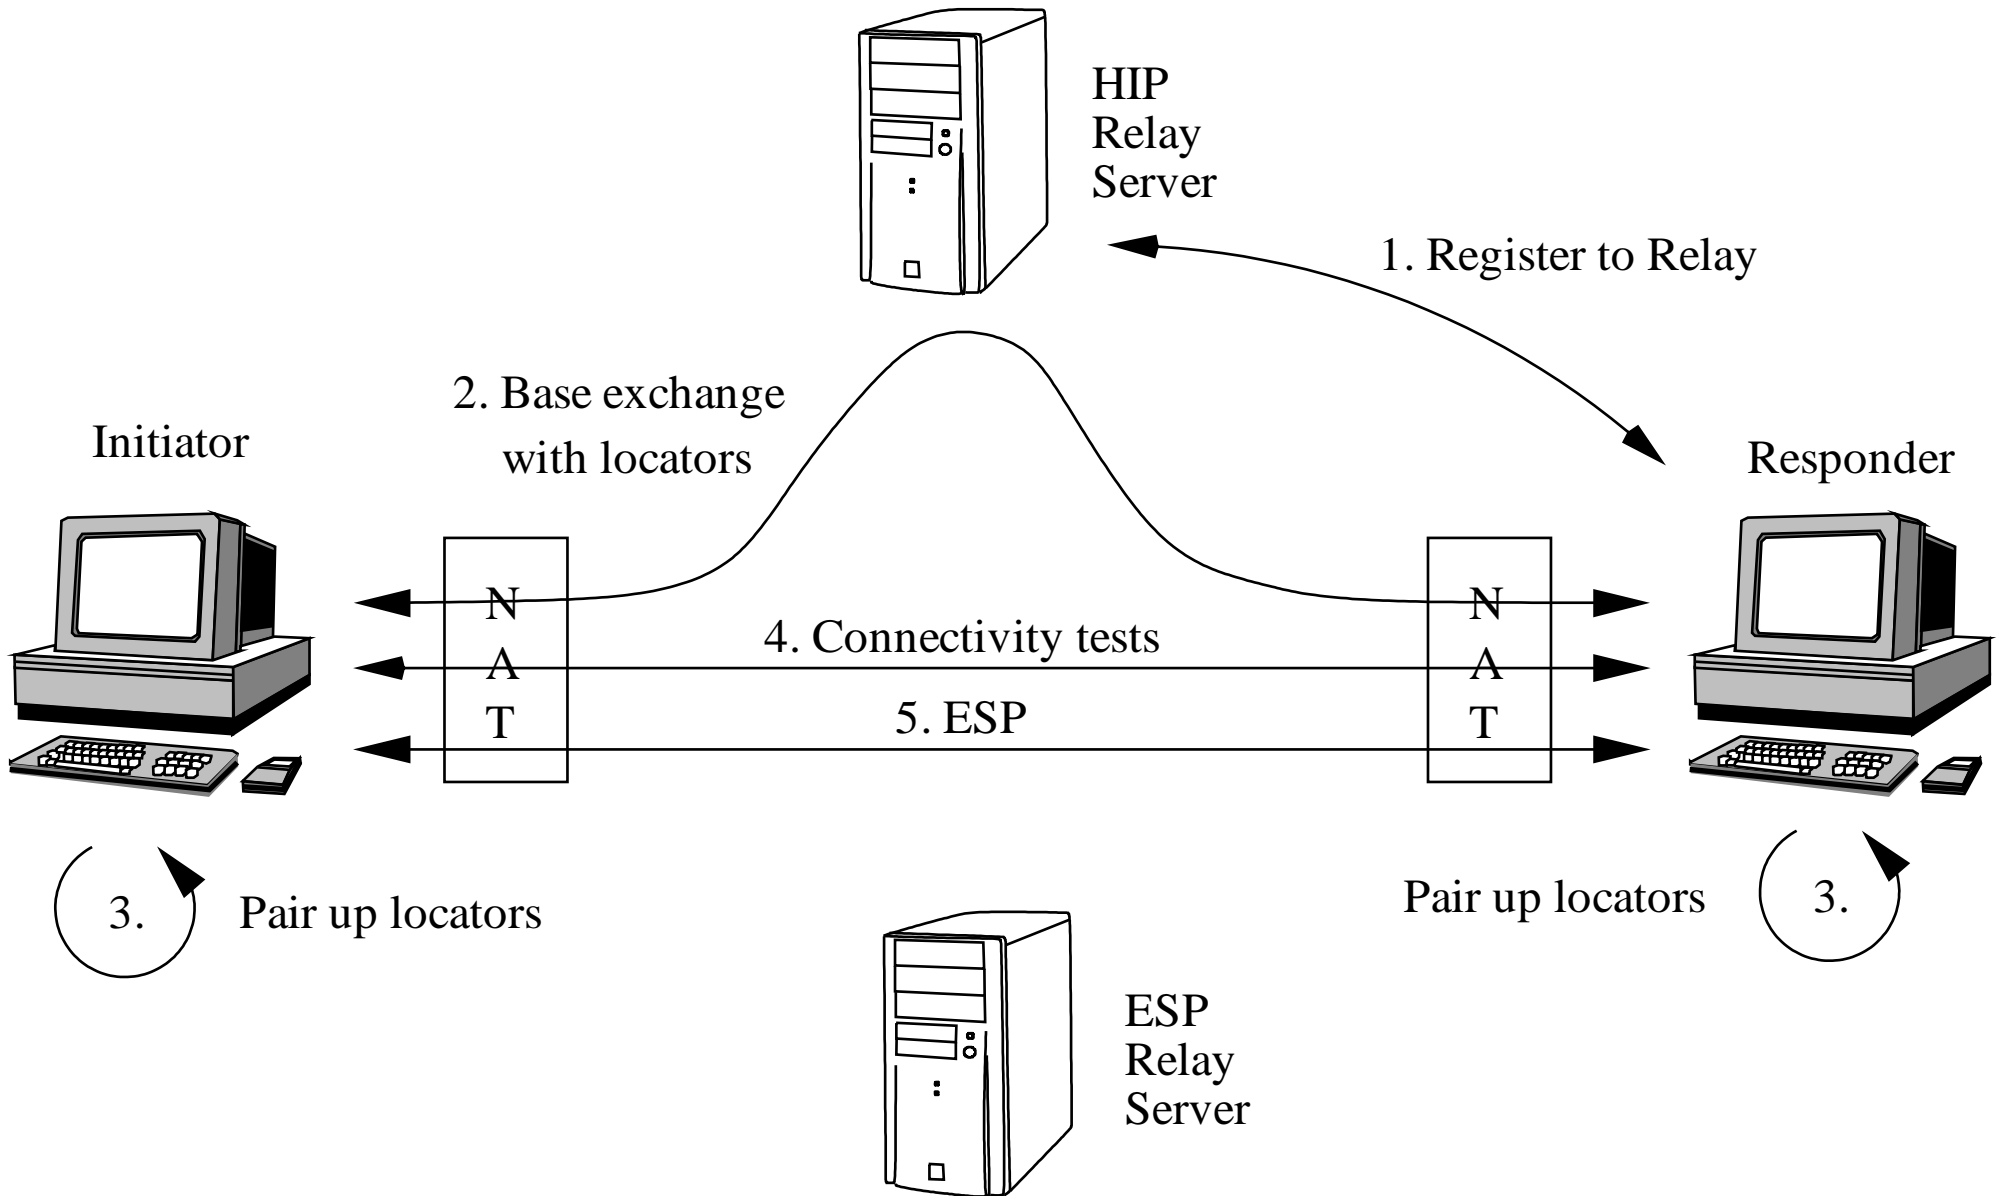 HIP
Relay
Server
1. Register to Relay
2. Base exchange
with locators
Initiator
Responder
N
A
T
N
A
T
4. Connectivity tests
5. ESP
3.
Pair up locators
Pair up locators
3.
ESP
Relay
Server